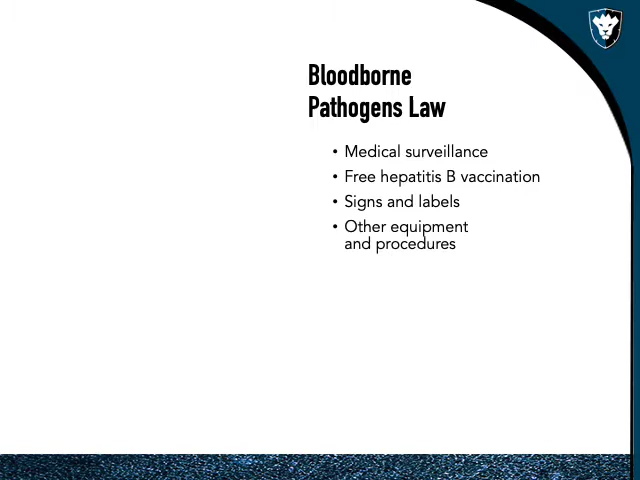 Bloodborne
Pathogens Law
• Medical surveillance
• Free hepatitis B vaccination
• Signs and labels
• Other equipment
and procedures